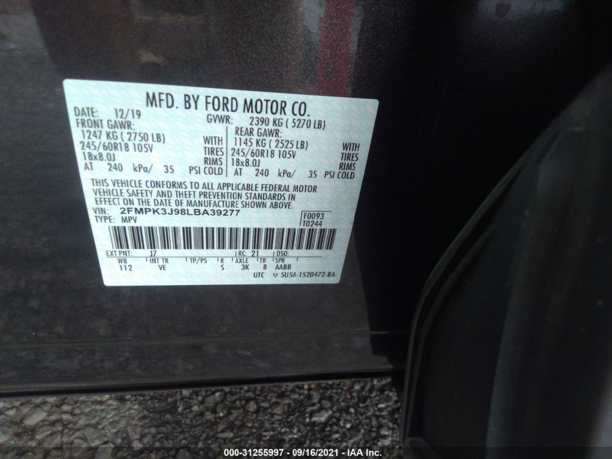 MFD. BY FORD MOTOR CO.
DATE: 12/19 GVWR: 2390 KG ( 5270 LB)
FRONT GAWR: REAR GAWR:
1247 KG ( 2750 LB) WITH 1145 KG ( 2525 LB) WITH
245/60R18 105V TIRES 245/60R18 105V TIRES
18x8.0J RIMS 18x8.0J RIMS
AT 240 kPa/ 35 PSI COLD AT 240 kPa/ 35 PSI COLD
THIS VEHICLE CONFORMS TO ALL APPLICABLE FEDERAL MOTOR
VEHICLE SAFETY AND THEFT PREVENTION STANDARDS IN
EFFECT ON THE DATE OF MANUFACTURE SHOWN ABOVE.
VIN: 2FMPK3J98LBA39277 F0093
TYPE: MPV T0244
EXT PNT: J7 RC: 21 DSO:
WB INT TR TP/PS R AXLE TR SPR
112 VE S 3K 8 AABB
UTC ▽ 5U5A-1520472-BA
000-31255997 - 09/16/2021 - IAA Inc.